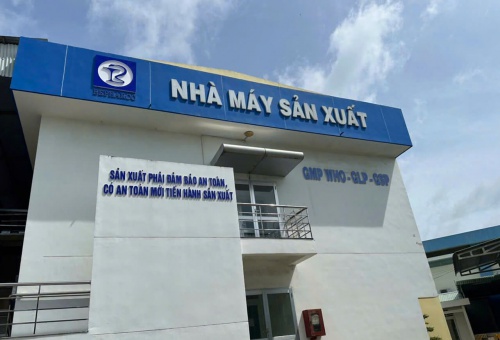 NHÀ MÁY SẢN XUẤT
SẢN XUẤT PHẢI ĐẢM BẢO AN TOÀN,
CÓ AN TOÀN MỚI TIẾN HÀNH SẢN XUẤT
GMP WHO - GLP - GSP